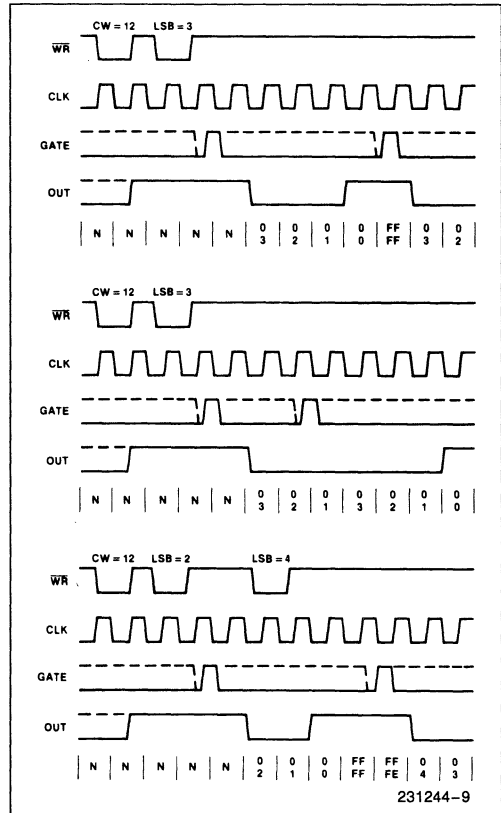 CW = 12 LSB = 3
WR
CLK
GATE
OUT
N N N N N 0 0 0 0 FF 0 0
3 2 1 0 FF 3 2
CW = 12 LSB = 3
WR
CLK
GATE
OUT
N N N N N 0 0 0 0 0 0 0
3 2 1 3 2 1 0
CW = 12 LSB = 2 LSB = 4
WR
CLK
GATE
OUT
N N N N N 0 0 0 FF FF 0 0
2 1 0 FF FE 4 3
231244-9